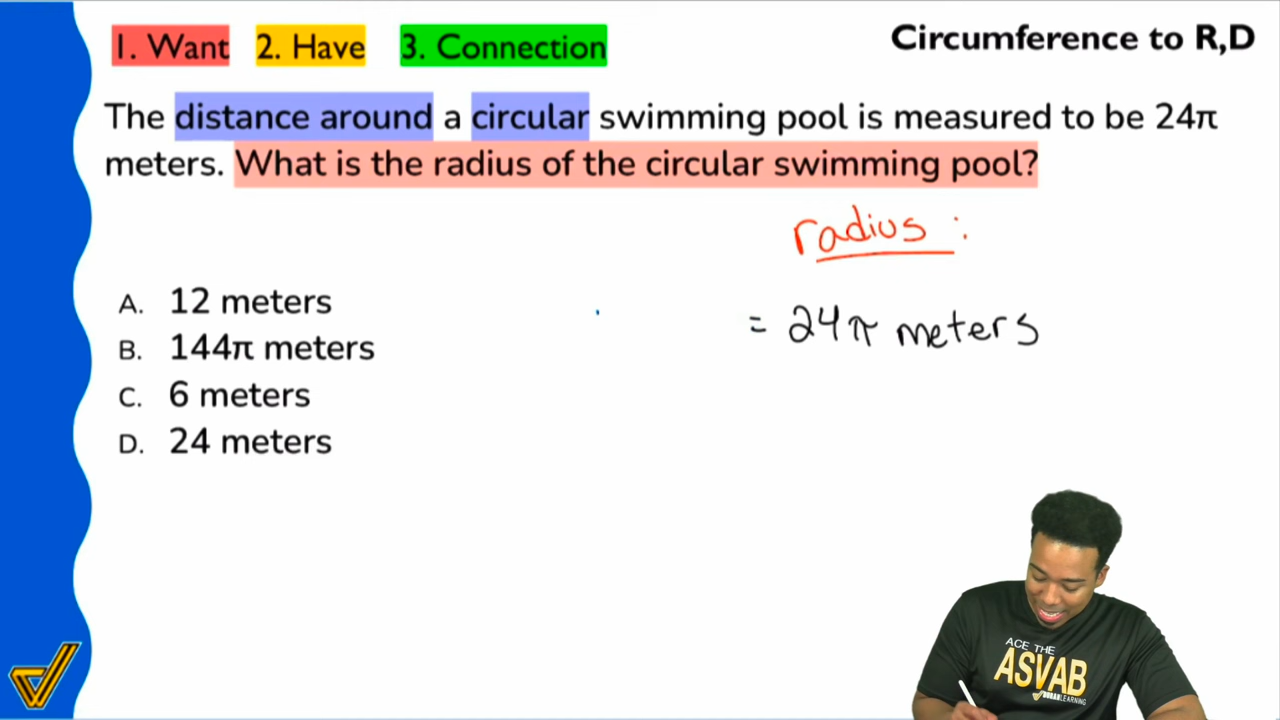 1. Want 2. Have 3. Connection Circumference to R,D
The distance around a circular swimming pool is measured to be 24π
meters. What is the radius of the circular swimming pool?
radius :
= 24π meters
A. 12 meters
B. 144π meters
C. 6 meters
D. 24 meters
ACE THE
ASVAB
URBAN LEARNING